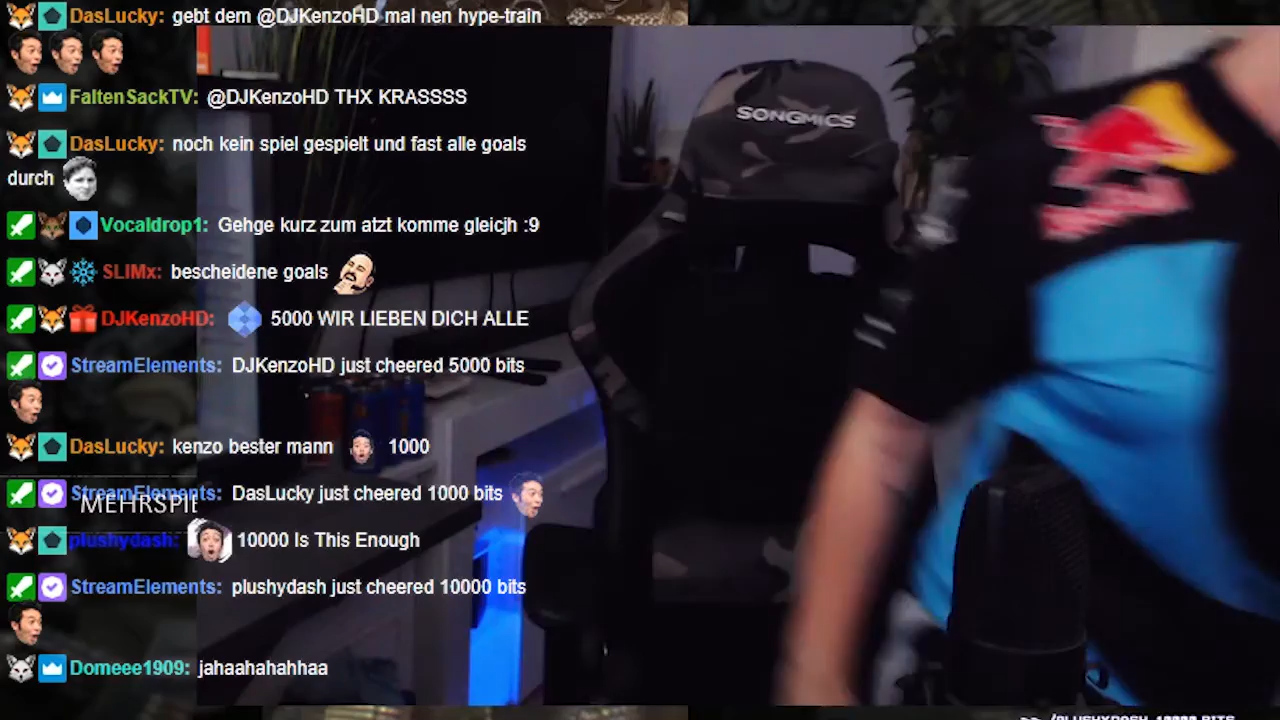 DasLucky: gebt dem @DJKenzoHD mal nen hype-train
FaltenSackTV: @DJKenzoHD THX KRASSSS
DasLucky: noch kein spiel gespielt und fast alle goals
durch
Vocaldrop1: Gehge kurz zum atzt komme gleicjh :9
SLIMx: bescheidene goals
DJKenzoHD: 5000 WIR LIEBEN DICH ALLE
StreamElements: DJKenzoHD just cheered 5000 bits
DasLucky: kenzo bester mann 1000
StreamElements: DasLucky just cheered 1000 bits
MEHRSPIE
plushydash: 10000 Is This Enough
StreamElements: plushydash just cheered 10000 bits
Domeee1909: jahaahahahhaa
SONGMICS